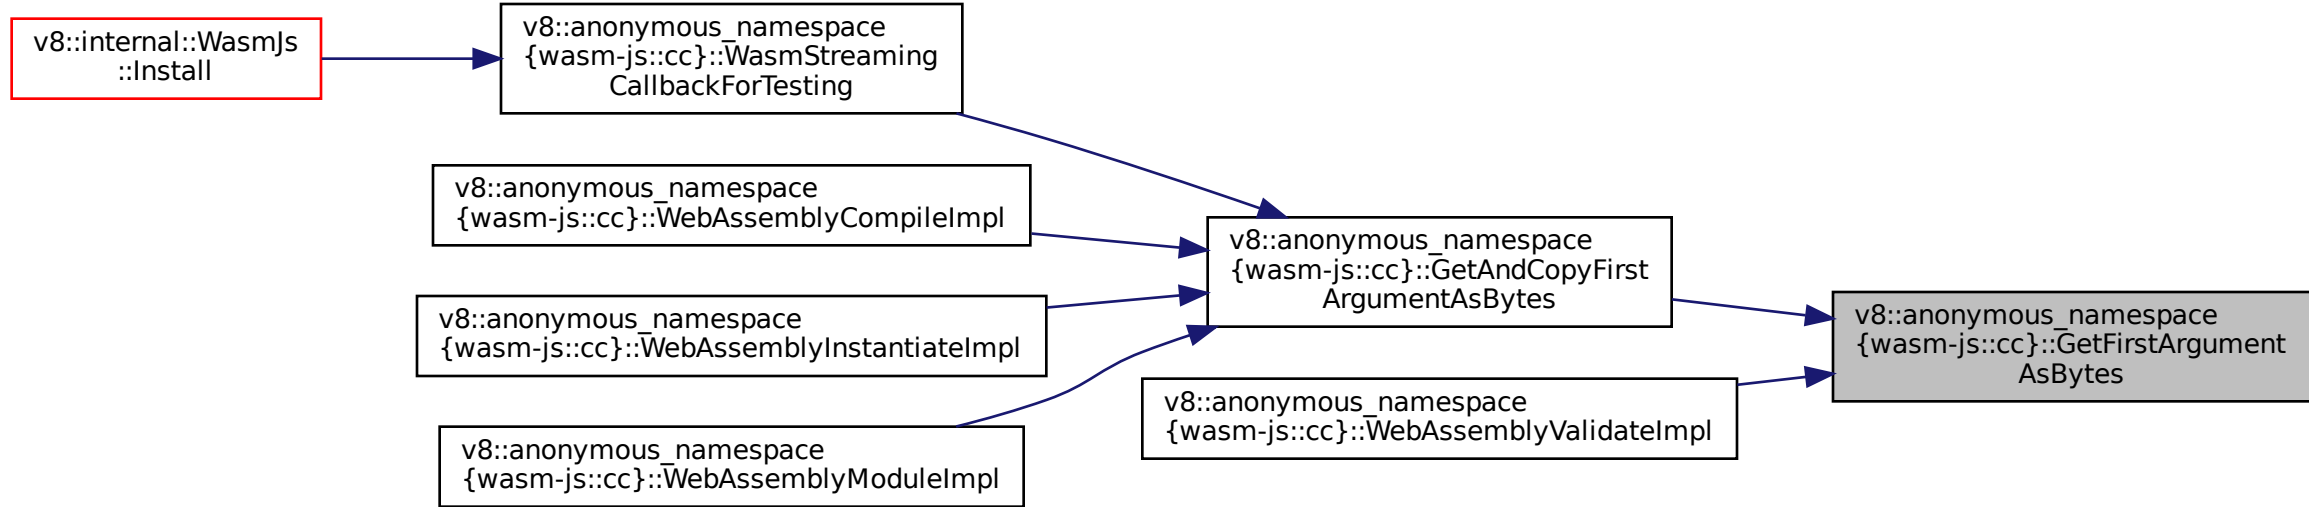 v8::internal::WasmJs
::Install
v8::anonymous_namespace
{wasm-js::cc}::WasmStreaming
CallbackForTesting
v8::anonymous_namespace
{wasm-js::cc}::WebAssemblyCompileImpl
v8::anonymous_namespace
{wasm-js::cc}::WebAssemblyInstantiateImpl
v8::anonymous_namespace
{wasm-js::cc}::WebAssemblyModuleImpl
v8::anonymous_namespace
{wasm-js::cc}::GetAndCopyFirst
ArgumentAsBytes
v8::anonymous_namespace
{wasm-js::cc}::WebAssemblyValidateImpl
v8::anonymous_namespace
{wasm-js::cc}::GetFirstArgument
AsBytes